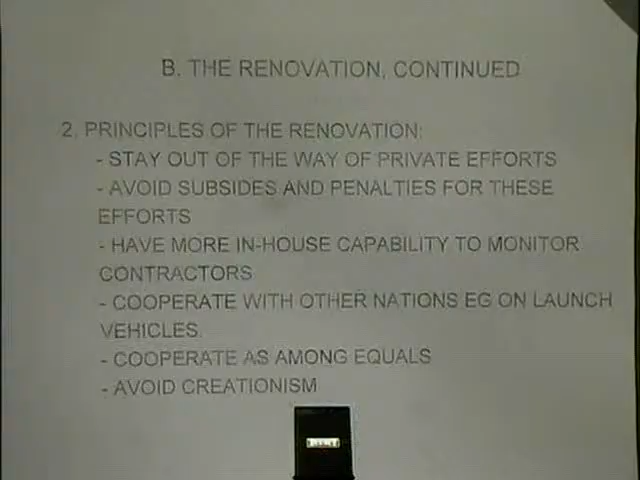 B. THE RENOVATION, CONTINUED
2. PRINCIPLES OF THE RENOVATION:
- STAY OUT OF THE WAY OF PRIVATE EFFORTS
- AVOID SUBSIDES AND PENALTIES FOR THESE
EFFORTS
- HAVE MORE IN-HOUSE CAPABILITY TO MONITOR
CONTRACTORS
- COOPERATE WITH OTHER NATIONS EG ON LAUNCH
VEHICLES.
- COOPERATE AS AMONG EQUALS
- AVOID CREATIONISM